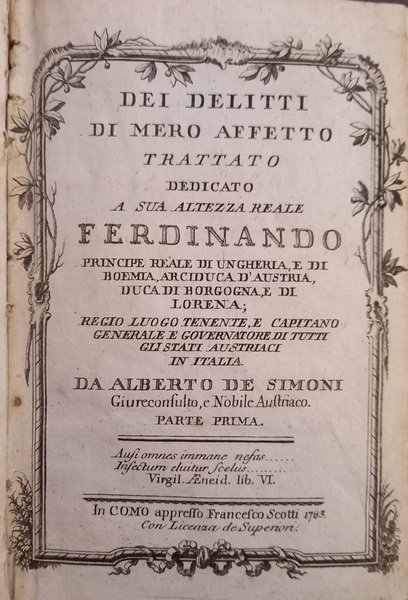 DEI DELITTI
DI MERO AFFETTO
TRATTATO
DEDICATO
A SUA ALTEZZA REALE
FERDINANDO
PRINCIPE REALE DI UNGHERIA, E DI
BOEMIA, ARCIDUCA D'AUSTRIA,
DUCA DI BORGOGNA, E DI
LORENA;
REGIO LUOGO TENENTE, E CAPITANO
GENERALE E GOVERNATORE DI TUTTI
GLI STATI AUSTRIACI
IN ITALIA.
DA ALBERTO DE SIMONI
Giureconſulto, e Nobile Auſtriaco.
PARTE PRIMA.
Auſi omnes immane nefas......
Infectum eluitur ſcelus........
Virgil. Æneid. lib. VI.
In COMO appreſſo Franceſco Scotti 1783.
Con Licenza de Superiori.